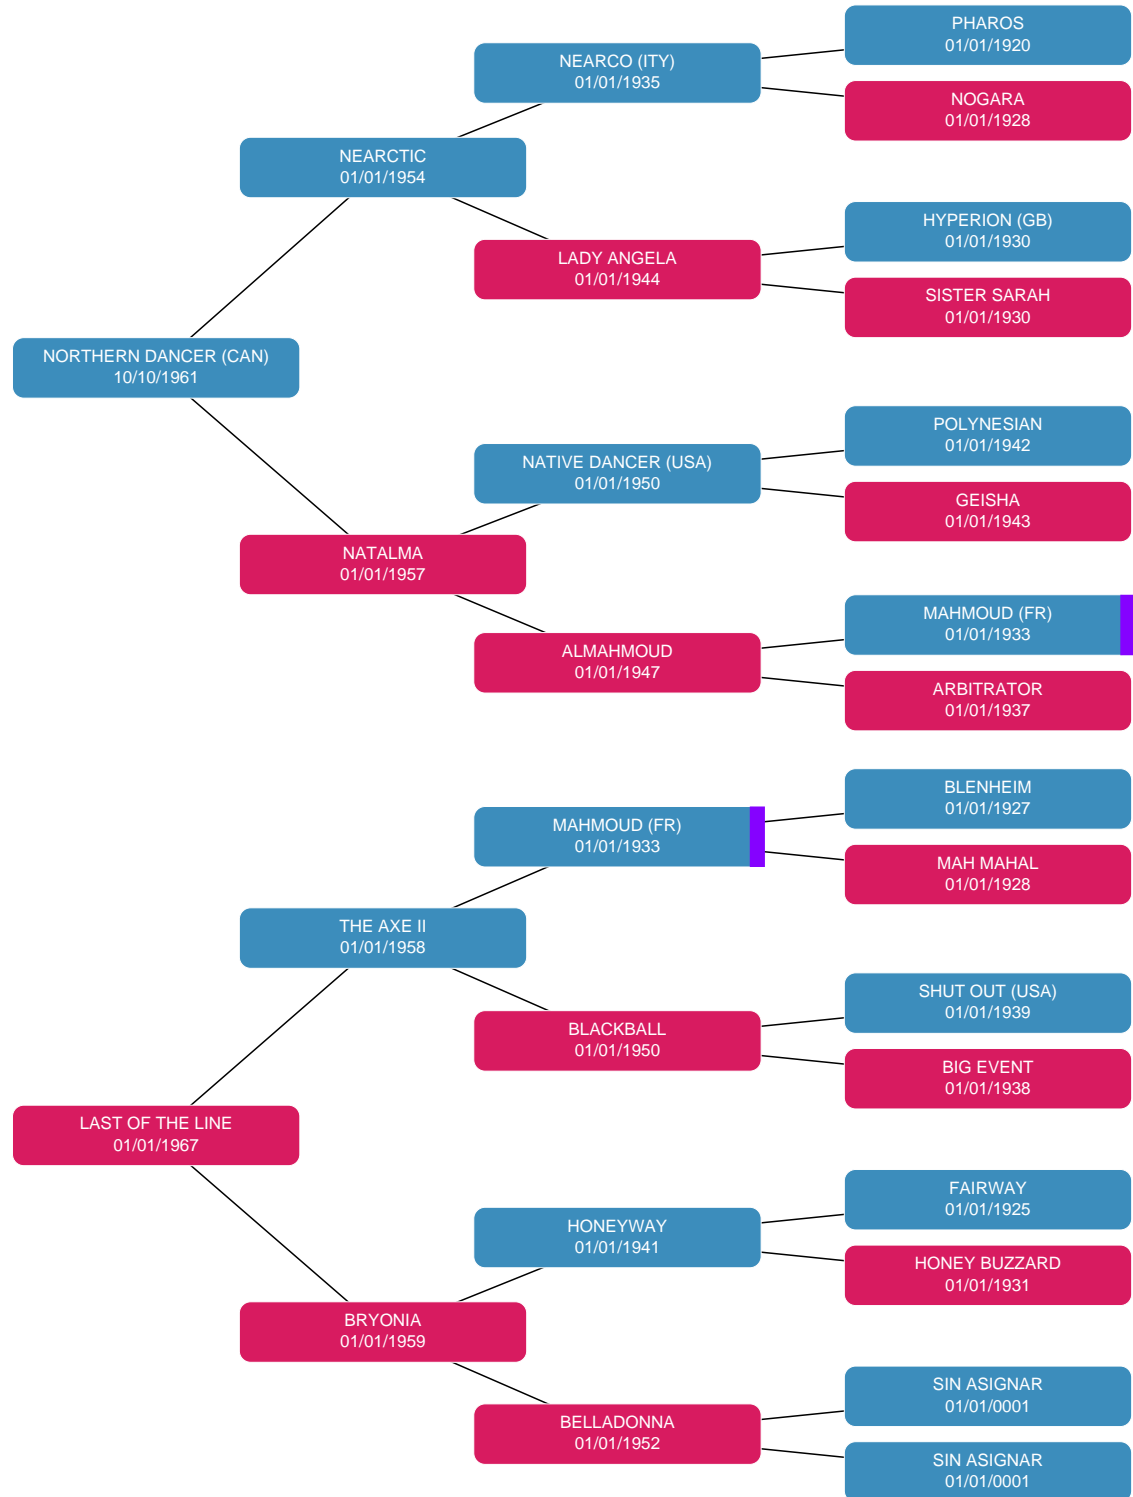 PHAROS
01/01/1920
NEARCO (ITY)
01/01/1935
NOGARA
01/01/1928
NEARCTIC
01/01/1954
HYPERION (GB)
01/01/1930
LADY ANGELA
01/01/1944
SISTER SARAH
01/01/1930
NORTHERN DANCER (CAN)
10/10/1961
POLYNESIAN
01/01/1942
NATIVE DANCER (USA)
01/01/1950
GEISHA
01/01/1943
NATALMA
01/01/1957
MAHMOUD (FR)
01/01/1933
ALMAHMOUD
01/01/1947
ARBITRATOR
01/01/1937
BLENHEIM
01/01/1927
MAHMOUD (FR)
01/01/1933
MAH MAHAL
01/01/1928
THE AXE II
01/01/1958
SHUT OUT (USA)
01/01/1939
BLACKBALL
01/01/1950
BIG EVENT
01/01/1938
LAST OF THE LINE
01/01/1967
FAIRWAY
01/01/1925
HONEYWAY
01/01/1941
HONEY BUZZARD
01/01/1931
BRYONIA
01/01/1959
SIN ASIGNAR
01/01/0001
BELLADONNA
01/01/1952
SIN ASIGNAR
01/01/0001